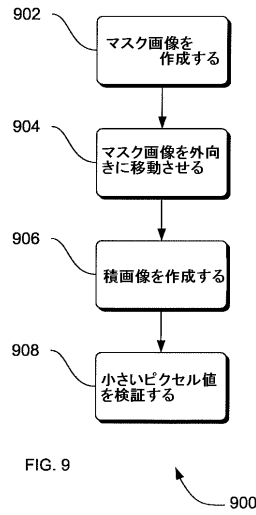 902
マスク画像を
作成する
904
マスク画像を外向
きに移動させる
906
積画像を作成する
908
小さいピクセル値
を検証する
FIG. 9
900